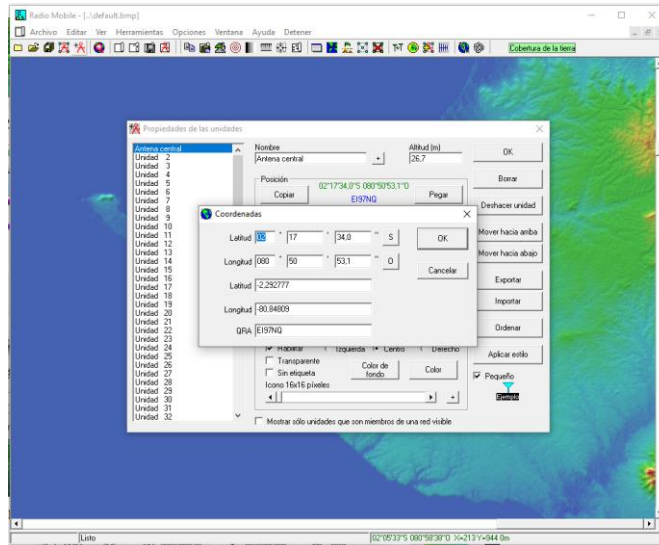 Radio Mobile - [..\default.bmp]
Archivo Editar Ver Herramientas Opciones Ventana Ayuda Detener
Cobertura de la tierra
Propiedades de las unidades
Antena central
Unidad 2
Unidad 3
Unidad 4
Unidad 5
Unidad 6
Unidad 7
Unidad 8
Unidad 9
Unidad 10
Unidad 11
Unidad 12
Unidad 13
Unidad 14
Unidad 15
Unidad 16
Unidad 17
Unidad 18
Unidad 19
Unidad 20
Unidad 21
Unidad 22
Unidad 23
Unidad 24
Unidad 25
Unidad 26
Unidad 27
Unidad 28
Unidad 29
Unidad 30
Unidad 31
Unidad 32
Nombre
Antena central
+
Altitud (m)
26,7
Posición
Copiar
02°17'34,0"S 080°50'53,1"O
EI97NQ
Pegar
OK
Borrar
Deshacer unidad
Mover hacia arriba
Mover hacia abajo
Exportar
Importar
Ordenar
Aplicar estilo
Pequeño
Ejemplo
Coordenadas
Latitud 02 ° 17 ' 34,0 " S
Longitud 080 ° 50 ' 53,1 " O
Latitud -2,292777
Longitud -80,84809
QRA EI97NQ
OK
Cancelar
Habilitar Izquierda Centro Derecho
Transparente
Sin etiqueta
Color de fondo
Color
Icono 16x16 píxeles
+
Mostrar sólo unidades que son miembros de una red visible
Listo
02°05'33"S 080°58'38"O X=213 Y=944 0m